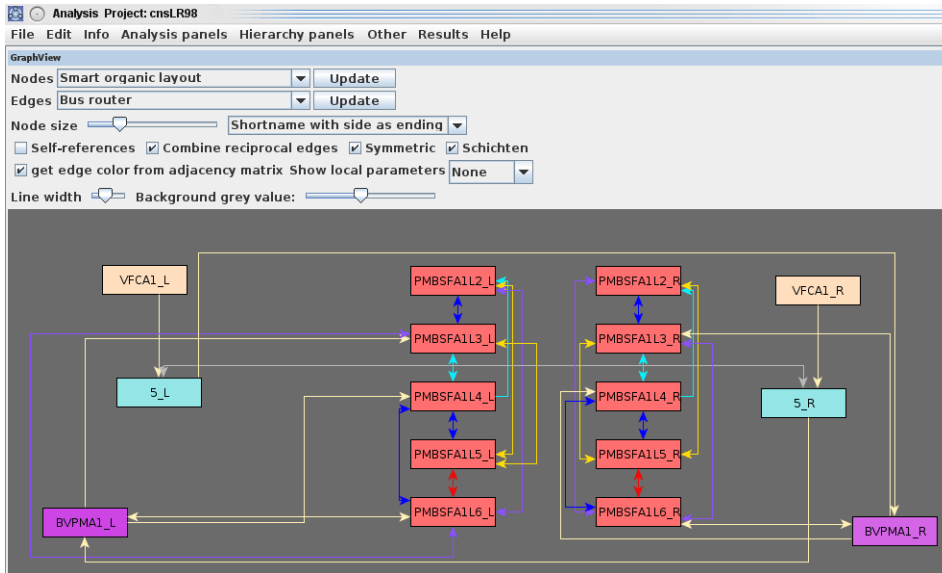 Analysis Project: cnsLR98
File Edit Info Analysis panels Hierarchy panels Other Results Help
GraphView
Nodes Smart organic layout Update
Edges Bus router Update
Node size Shortname with side as ending
Self-references Combine reciprocal edges Symmetric Schichten
get edge color from adjacency matrix Show local parameters None
Line width Background grey value:
VFCA1_L PMBSFA1L2_L PMBSFA1L2_R VFCA1_R
PMBSFA1L3_L PMBSFA1L3_R
5_L PMBSFA1L4_L PMBSFA1L4_R 5_R
PMBSFA1L5_L PMBSFA1L5_R
BVPMA1_L PMBSFA1L6_L PMBSFA1L6_R BVPMA1_R